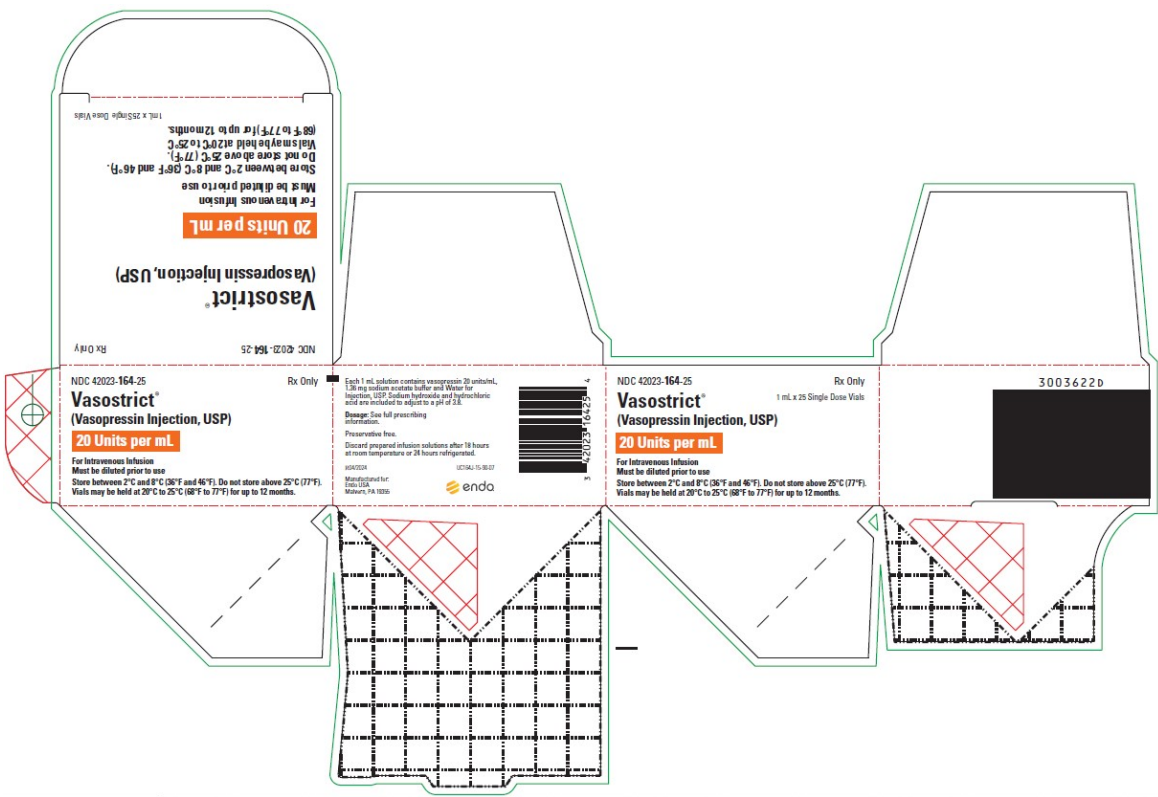 1 mL x 25 Single Dose Vials
(68°F to 77°F) for up to 12 months.
Vials may be held at 20°C to 25°C
Do not store above 25°C (77°F).
Store between 2°C and 8°C (36°F and 46°F).
Must be diluted prior to use
For Intravenous Infusion
20 Units per mL
(Vasopressin Injection, USP)
Vasostrict®
NDC 42023-164-25 Rx Only
NDC 42023-164-25 Rx Only
Vasostrict®
(Vasopressin Injection, USP)
20 Units per mL
For Intravenous Infusion
Must be diluted prior to use
Store between 2°C and 8°C (36°F and 46°F). Do not store above 25°C (77°F).
Vials may be held at 20°C to 25°C (68°F to 77°F) for up to 12 months.
Each 1 mL solution contains vasopressin 20 units/mL,
1.36 mg sodium acetate buffer and Water for
Injection, USP. Sodium hydroxide and hydrochloric
acid are included to adjust to a pH of 3.8.
Dosage: See full prescribing
information.
Preservative free.
Discard prepared infusion solutions after 18 hours
at room temperature or 24 hours refrigerated.
Manufactured for:
Endo USA
Malvern, PA 19355
endo
3 42023 16425 4
NDC 42023-164-25 Rx Only
Vasostrict® 1 mL x 25 Single Dose Vials
(Vasopressin Injection, USP)
20 Units per mL
For Intravenous Infusion
Must be diluted prior to use
Store between 2°C and 8°C (36°F and 46°F). Do not store above 25°C (77°F).
Vials may be held at 20°C to 25°C (68°F to 77°F) for up to 12 months.
3003622D